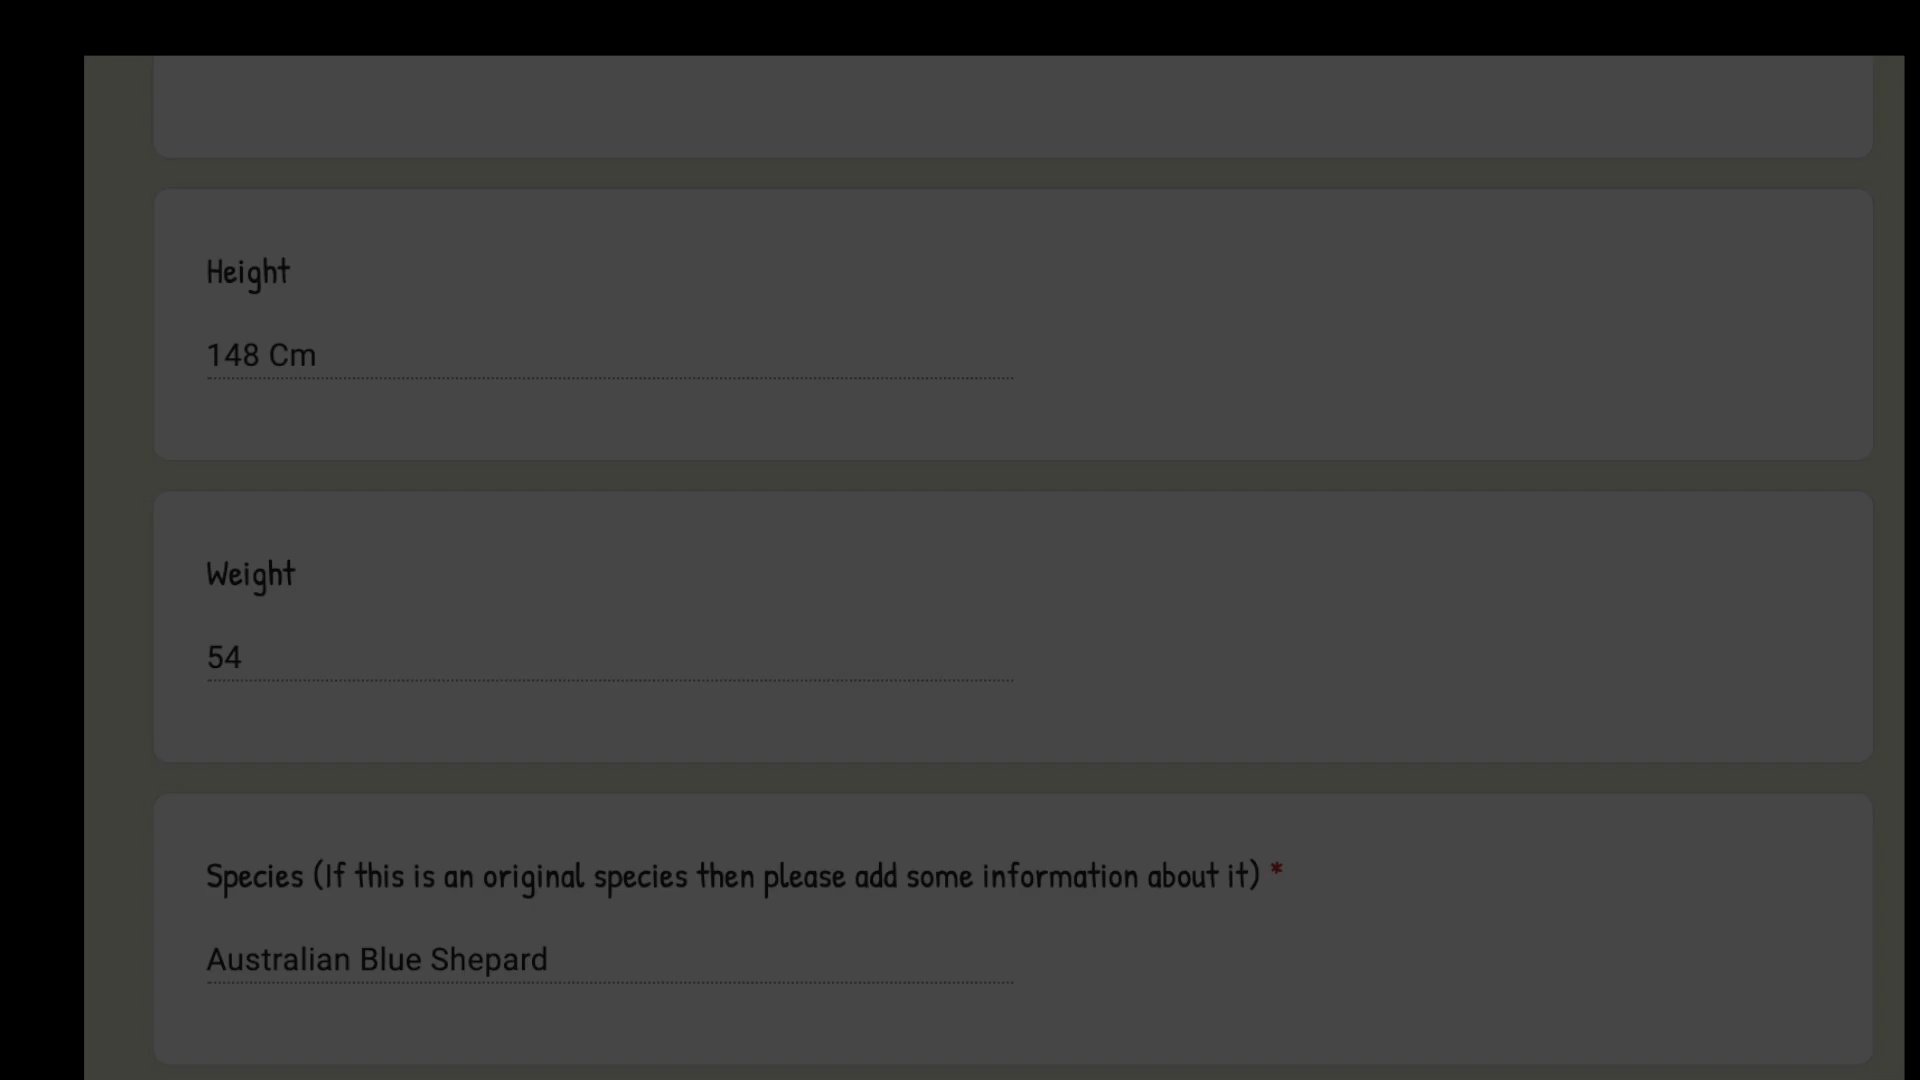 Height
148 Cm
Weight
54
Species (If this is an original species then please add some information about it) *
Australian Blue Shepard